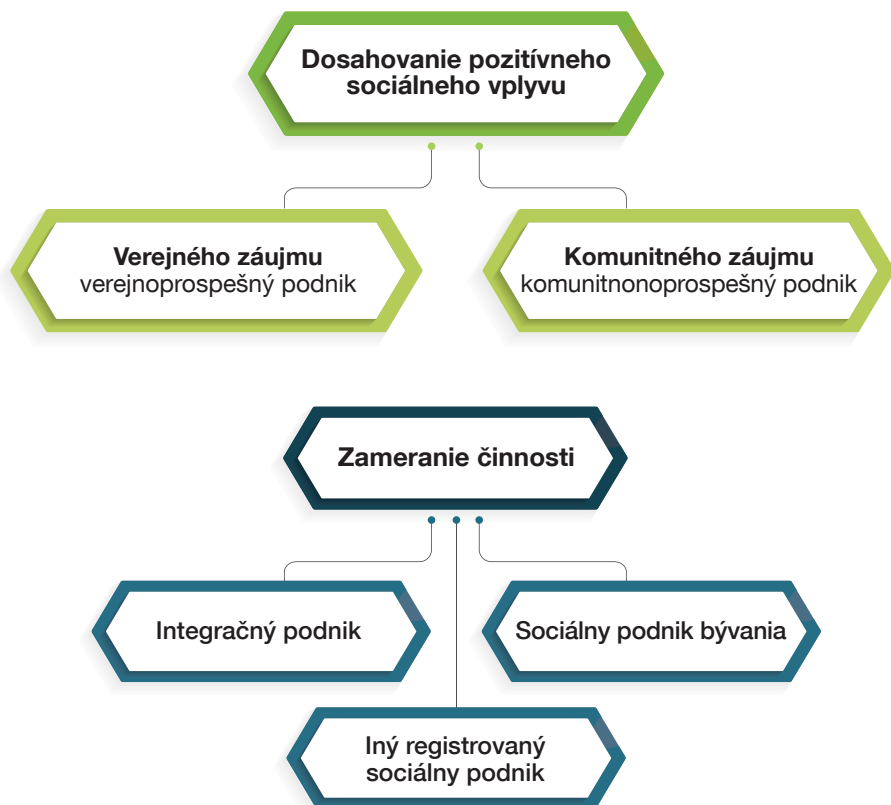 Dosahovanie pozitívneho
sociálneho vplyvu
Verejného záujmu
verejnoprospešný podnik
Komunitného záujmu
komunitnonoprospešný podnik
Zameranie činnosti
Integračný podnik
Sociálny podnik bývania
Iný registrovaný
sociálny podnik